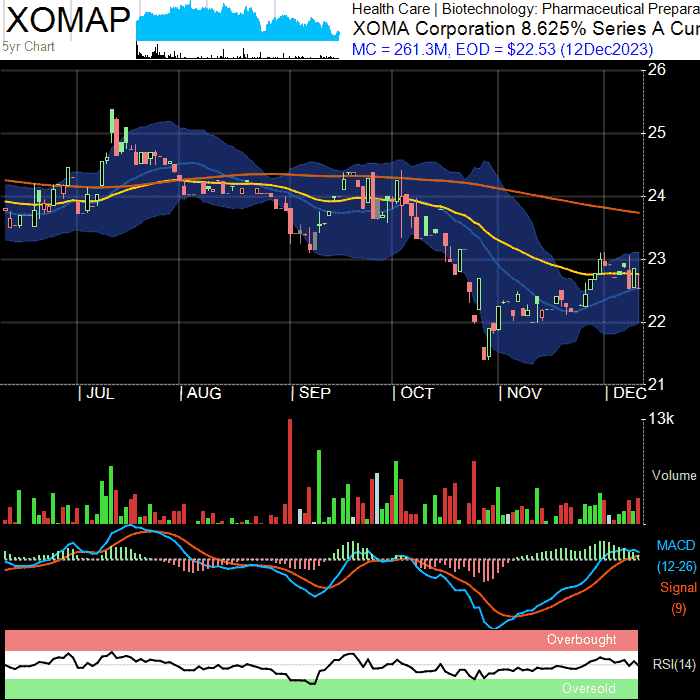 XOMAP
5yr Chart
Health Care | Biotechnology: Pharmaceutical Prepara
XOMA Corporation 8.625% Series A Cur
MC = 261.3M, EOD = $22.53 (12Dec2023)
26
25
24
23
22
21
JUL AUG SEP OCT NOV DEC
13k
Volume
MACD
(12-26)
Signal
(9)
Overbought
RSI(14)
Oversold